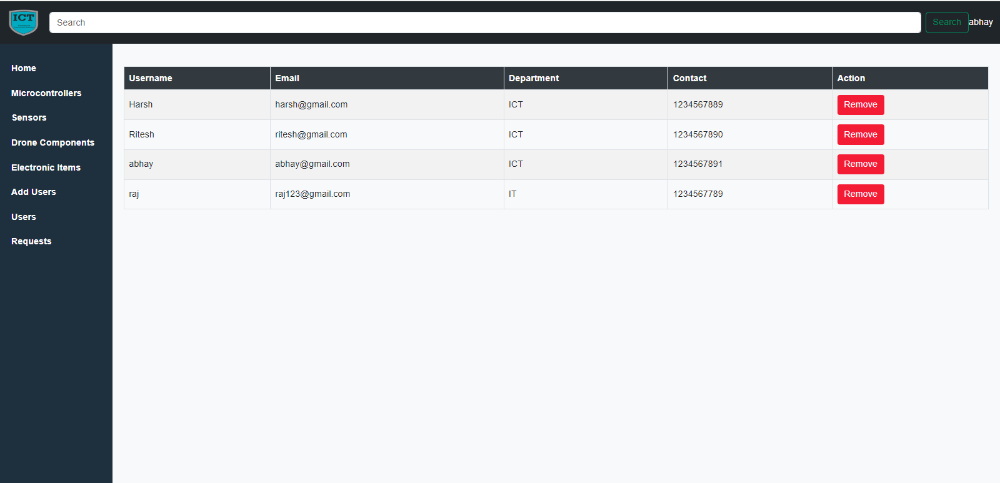 ICT
Search
Search
abhay
Home
Microcontrollers
Sensors
Drone Components
Electronic Items
Add Users
Users
Requests
Username Email Department Contact Action
Harsh harsh@gmail.com ICT 1234567889 Remove
Ritesh ritesh@gmail.com ICT 1234567890 Remove
abhay abhay@gmail.com ICT 1234567891 Remove
raj raj123@gmail.com IT 1234567789 Remove